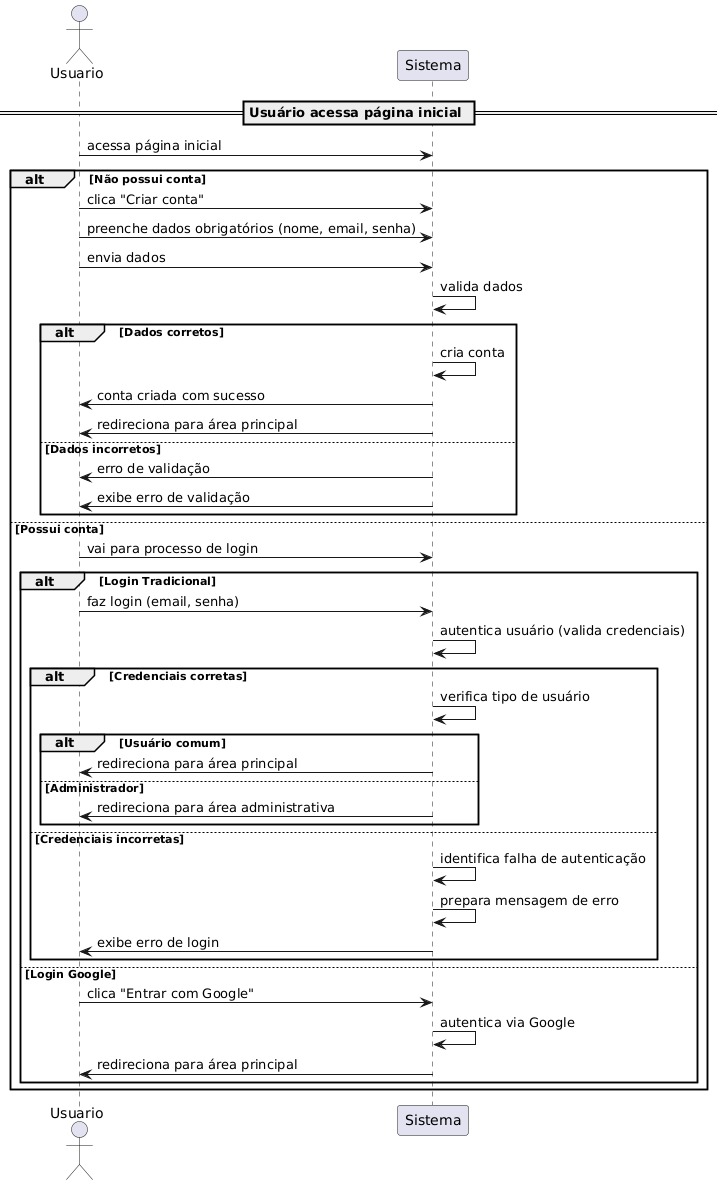 Usuario
Sistema
Usuário acessa página inicial
acessa página inicial
alt [Não possui conta]
clica "Criar conta"
preenche dados obrigatórios (nome, email, senha)
envia dados
valida dados
alt [Dados corretos]
cria conta
conta criada com sucesso
redireciona para área principal
[Dados incorretos]
erro de validação
exibe erro de validação
[Possui conta]
vai para processo de login
alt [Login Tradicional]
faz login (email, senha)
autentica usuário (valida credenciais)
alt [Credenciais corretas]
verifica tipo de usuário
alt [Usuário comum]
redireciona para área principal
[Administrador]
redireciona para área administrativa
[Credenciais incorretas]
identifica falha de autenticação
prepara mensagem de erro
exibe erro de login
[Login Google]
clica "Entrar com Google"
autentica via Google
redireciona para área principal
Usuario
Sistema